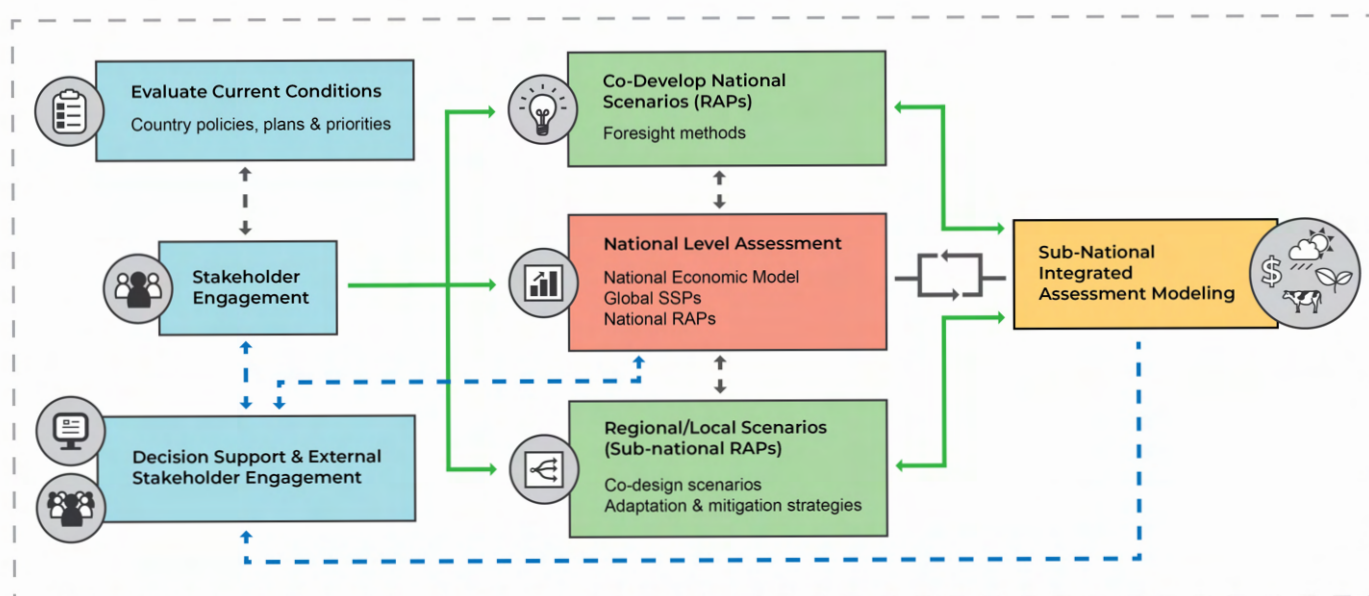 Evaluate Current Conditions
Country policies, plans & priorities
Stakeholder
Engagement
Decision Support & External
Stakeholder Engagement
Co-Develop National
Scenarios (RAPs)
Foresight methods
National Level Assessment
National Economic Model
Global SSPs
National RAPs
Regional/Local Scenarios
(Sub-national RAPs)
Co-design scenarios
Adaptation & mitigation strategies
Sub-National
Integrated
Assessment Modeling
$